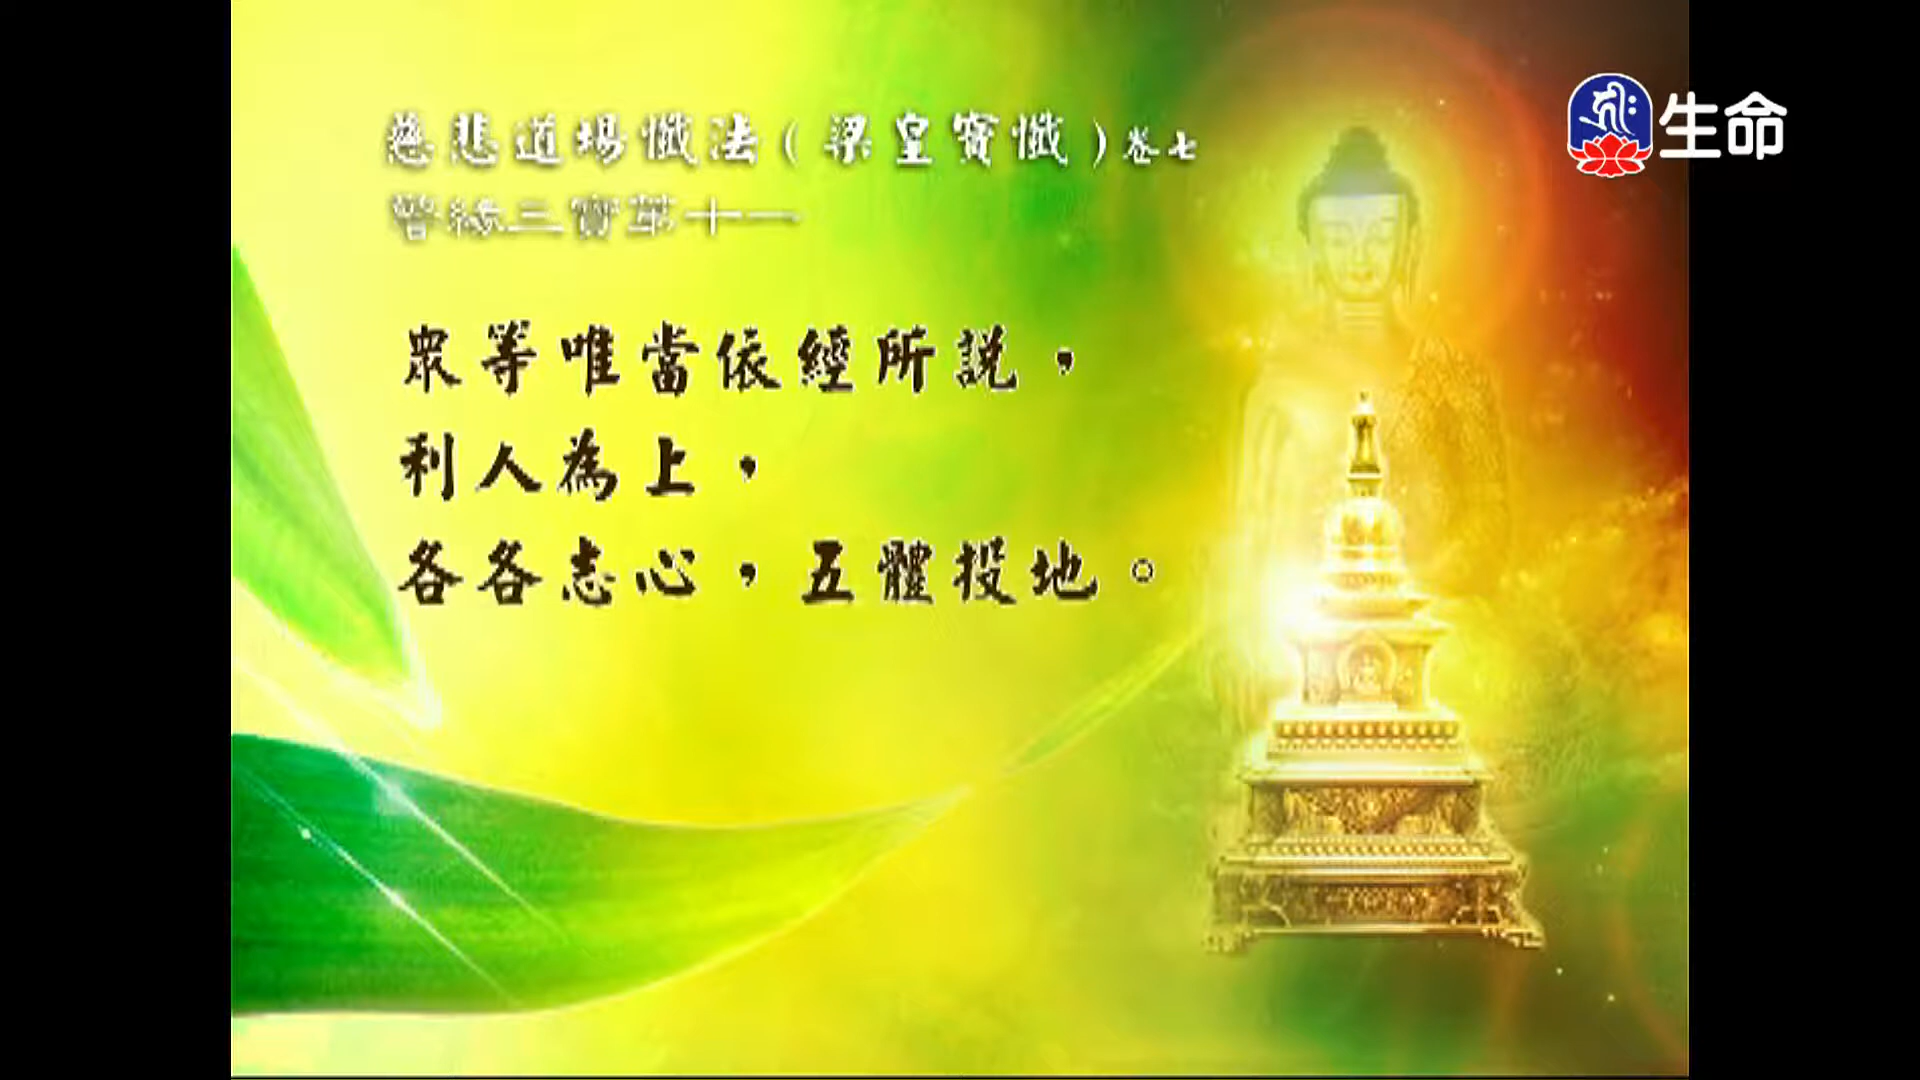 慈悲道場懺法(梁皇寶懺)卷七
警緣三寶第十一
眾等唯當依經所說，
利人為上，
各各志心，五體投地。
生命